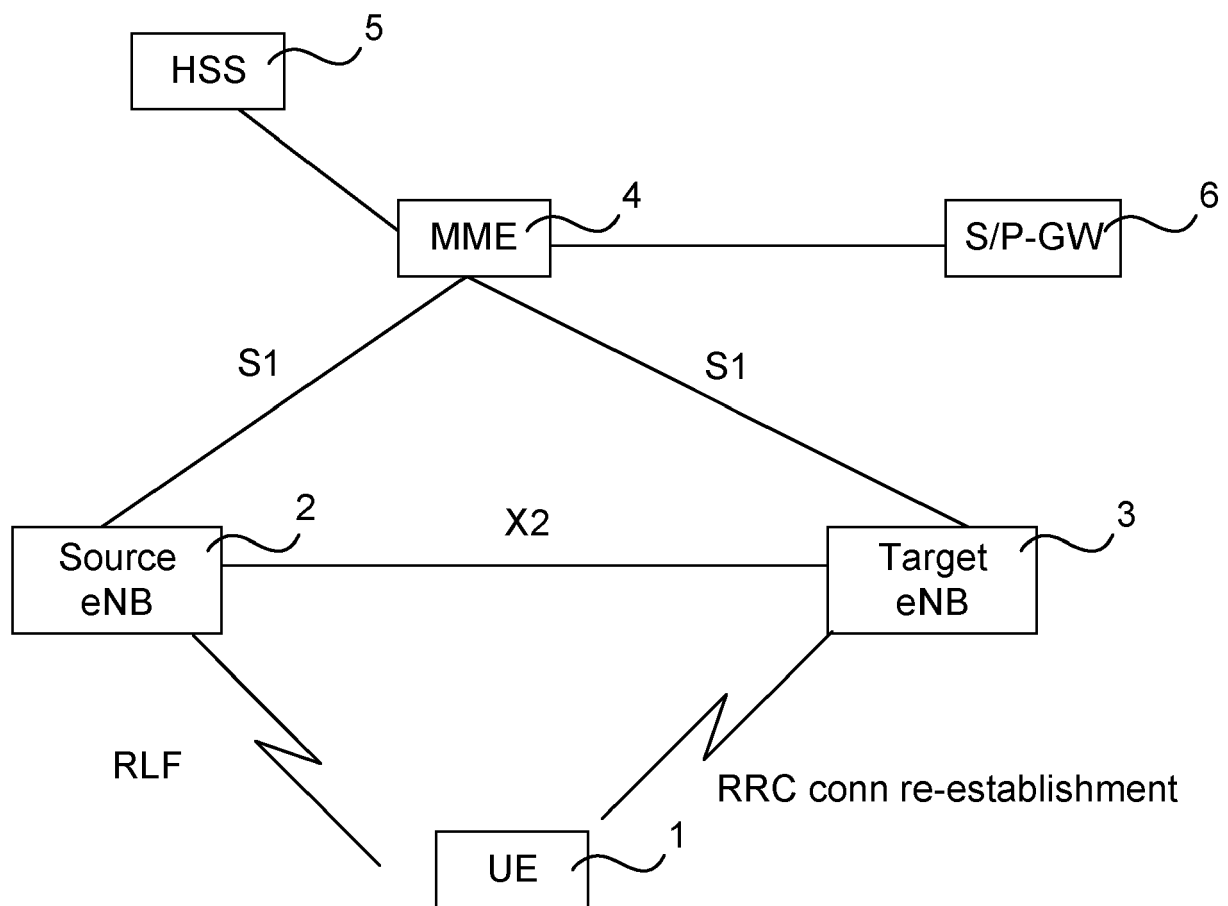 5
HSS
4
6
MME
S/P-GW
S1
S1
2
X2
3
Source
eNB
Target
eNB
RLF
RRC conn re-establishment
1
UE